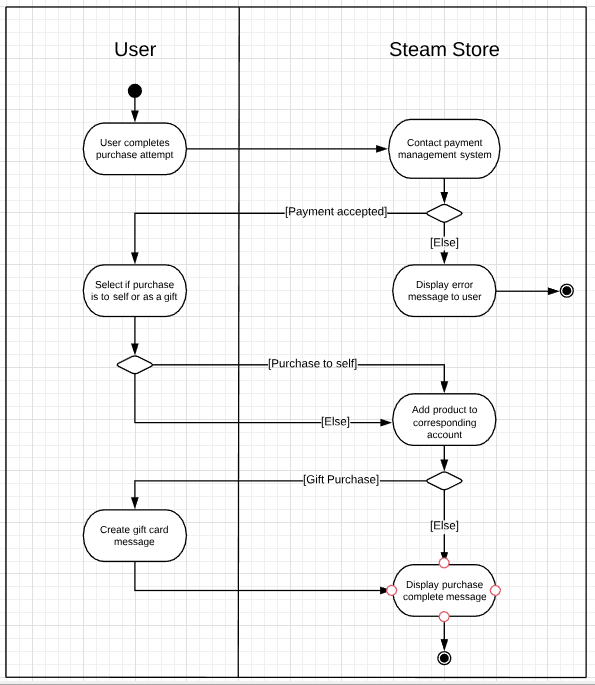 User
Steam Store
User completes
purchase attempt
Contact payment
management system
[Payment accepted]
[Else]
Select if purchase
is to self or as a gift
Display error
message to user
[Purchase to self]
[Else]
Add product to
corresponding
account
[Gift Purchase]
[Else]
Create gift card
message
Display purchase
complete message